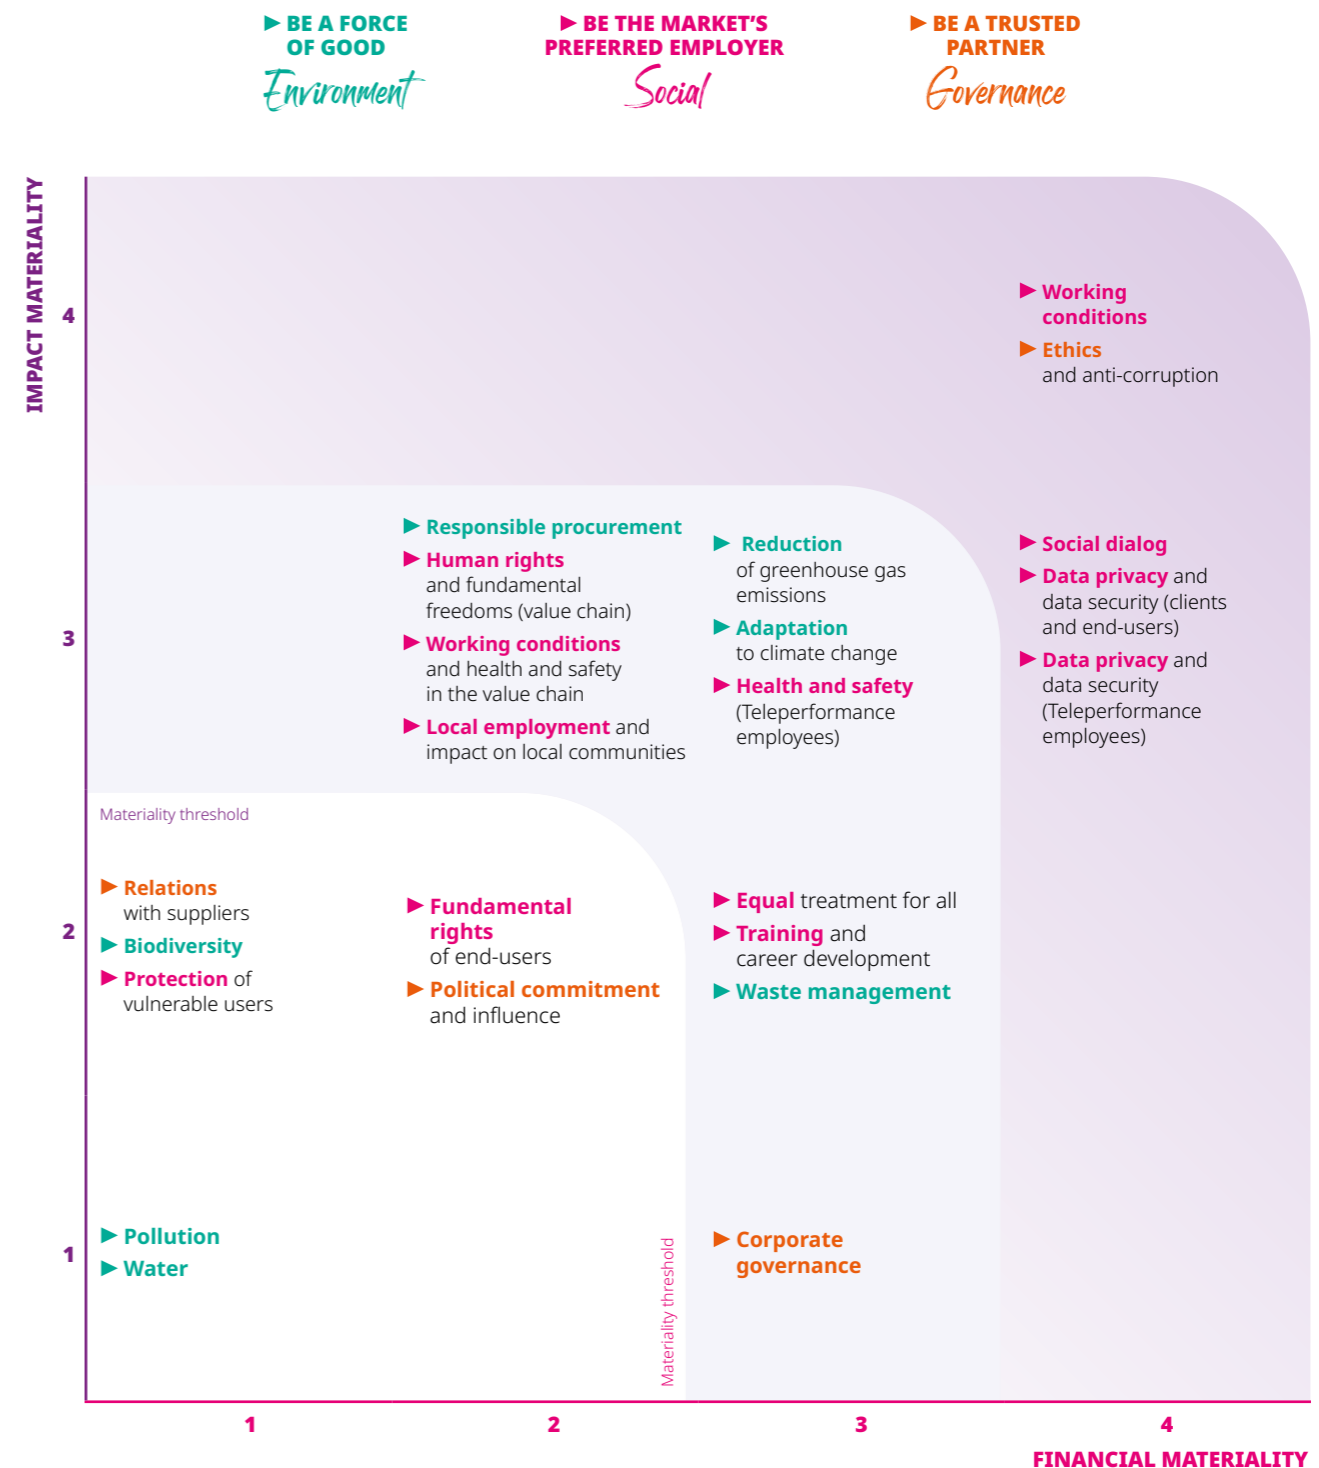 BE A FORCE
OF GOOD
Environment
BE THE MARKET’S
PREFERRED EMPLOYER
Social
BE A TRUSTED
PARTNER
Governance
IMPACT MATERIALITY
4
Working
conditions
Ethics
and anti-corruption
3
Responsible procurement
Human rights
and fundamental
freedoms (value chain)
Working conditions
and health and safety
in the value chain
Local employment and
impact on local communities
Reduction
of greenhouse gas
emissions
Adaptation
to climate change
Health and safety
(Teleperformance
employees)
Social dialog
Data privacy and
data security (clients
and end-users)
Data privacy and
data security
(Teleperformance
employees)
Materiality threshold
2
Relations
with suppliers
Biodiversity
Protection of
vulnerable users
Fundamental
rights
of end-users
Political commitment
and influence
Equal treatment for all
Training and
career development
Waste management
1
Pollution
Water
Materiality threshold
Corporate
governance
1
2
3
4
FINANCIAL MATERIALITY